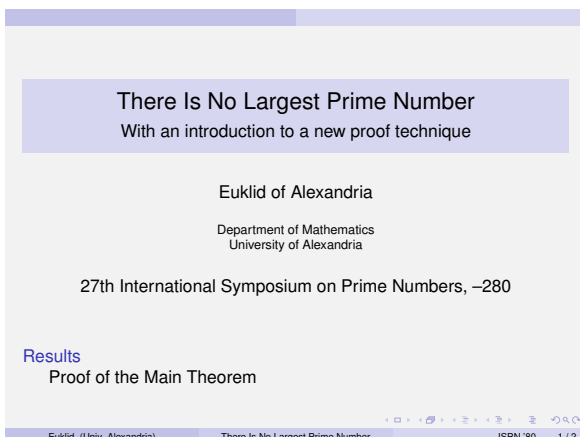 There Is No Largest Prime Number
With an introduction to a new proof technique
Euklid of Alexandria
Department of Mathematics
University of Alexandria
27th International Symposium on Prime Numbers, –280
Results
Proof of the Main Theorem
Euklid (Univ. Alexandria) There Is No Largest Prime Number ISPN ’80 1 / 2